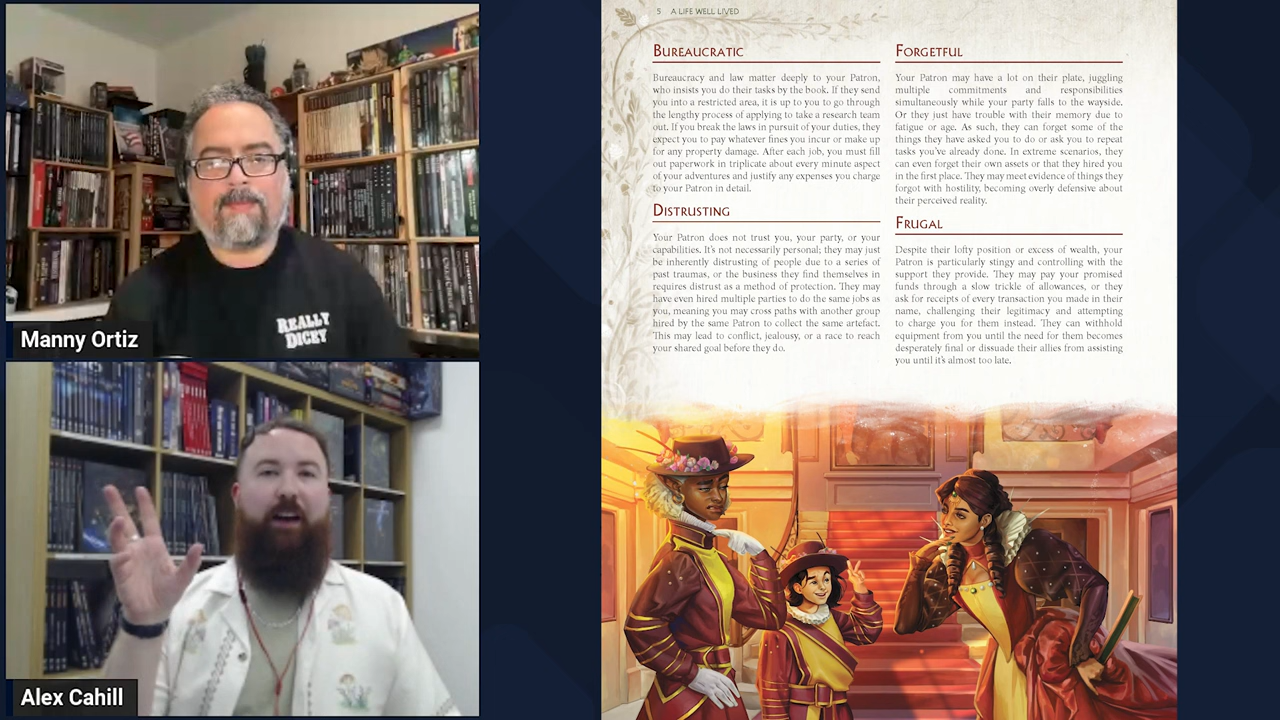 REALLY
DICEY
Manny Ortiz
Alex Cahill
5 A LIFE WELL LIVED
BUREAUCRATIC
Bureaucracy and law matter deeply to your Patron,
who insists you do their tasks by the book. If they send
you into a restricted area, it is up to you to go through
the lengthy process of applying to take a research team
out. If you break the laws in pursuit of your duties, they
expect you to pay whatever fines you incur or make up
for any property damage. After each job, you must fill
out paperwork in triplicate about every minute aspect
of your adventures and justify any expenses you charge
to your Patron in detail.
DISTRUSTING
Your Patron does not trust you, your party, or your
capabilities. It's not necessarily personal; they may just
be inherently distrusting of people due to a series of
past traumas, or the business they find themselves in
requires distrust as a method of protection. They may
have even hired multiple parties to do the same jobs as
you, meaning you may cross paths with another group
hired by the same Patron to collect the same artefact.
This may lead to conflict, jealousy, or a race to reach
your shared goal before they do.
FORGETFUL
Your Patron may have a lot on their plate, juggling
multiple commitments and responsibilities
simultaneously while your party falls to the wayside.
Or they just have trouble with their memory due to
fatigue or age. As such, they can forget some of the
things they have asked you to do or ask you to repeat
tasks you've already done. In extreme scenarios, they
can even forget their own assets or that they hired you
in the first place. They may meet evidence of things they
forgot with hostility, becoming overly defensive about
their perceived reality.
FRUGAL
Despite their lofty position or excess of wealth, your
Patron is particularly stingy and controlling with the
support they provide. They may pay your promised
funds through a slow trickle of allowances, or they
ask for receipts of every transaction you made in their
name, challenging their legitimacy and attempting
to charge you for them instead. They can withhold
equipment from you until the need for them becomes
desperately final or dissuade their allies from assisting
you until it's almost too late.